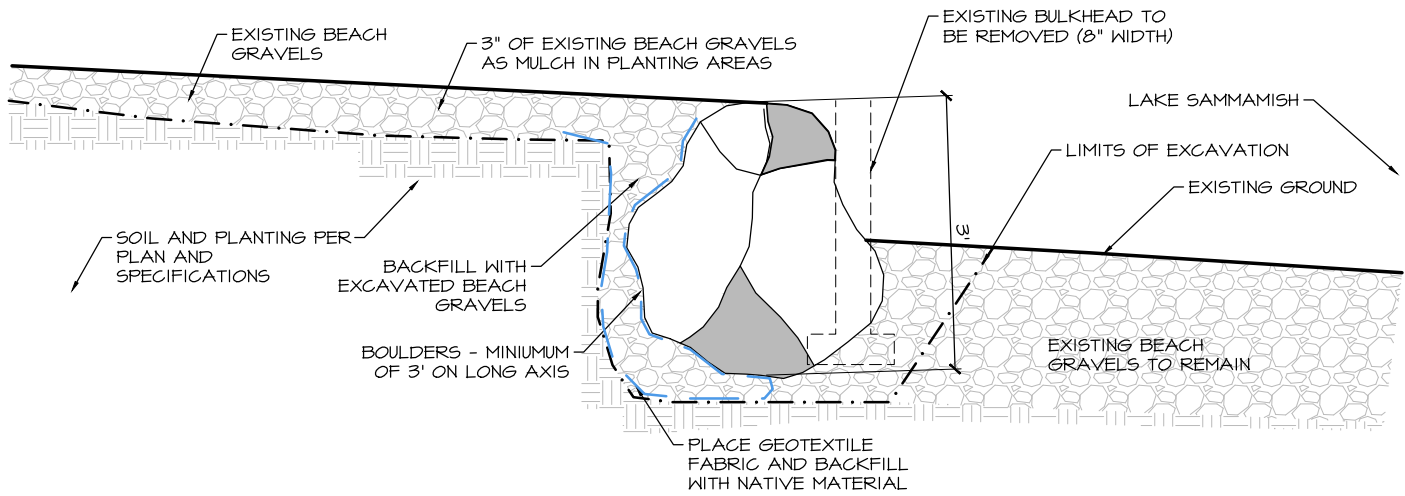 EXISTING BEACH
GRAVELS
3" OF EXISTING BEACH GRAVELS
AS MULCH IN PLANTING AREAS
EXISTING BULKHEAD TO
BE REMOVED (8" WIDTH)
LAKE SAMMAMISH
LIMITS OF EXCAVATION
EXISTING GROUND
3'
SOIL AND PLANTING PER
PLAN AND
SPECIFICATIONS
BACKFILL WITH
EXCAVATED BEACH
GRAVELS
BOULDERS - MINIUMUM
OF 3' ON LONG AXIS
EXISTING BEACH
GRAVELS TO REMAIN
PLACE GEOTEXTILE
FABRIC AND BACKFILL
WITH NATIVE MATERIAL